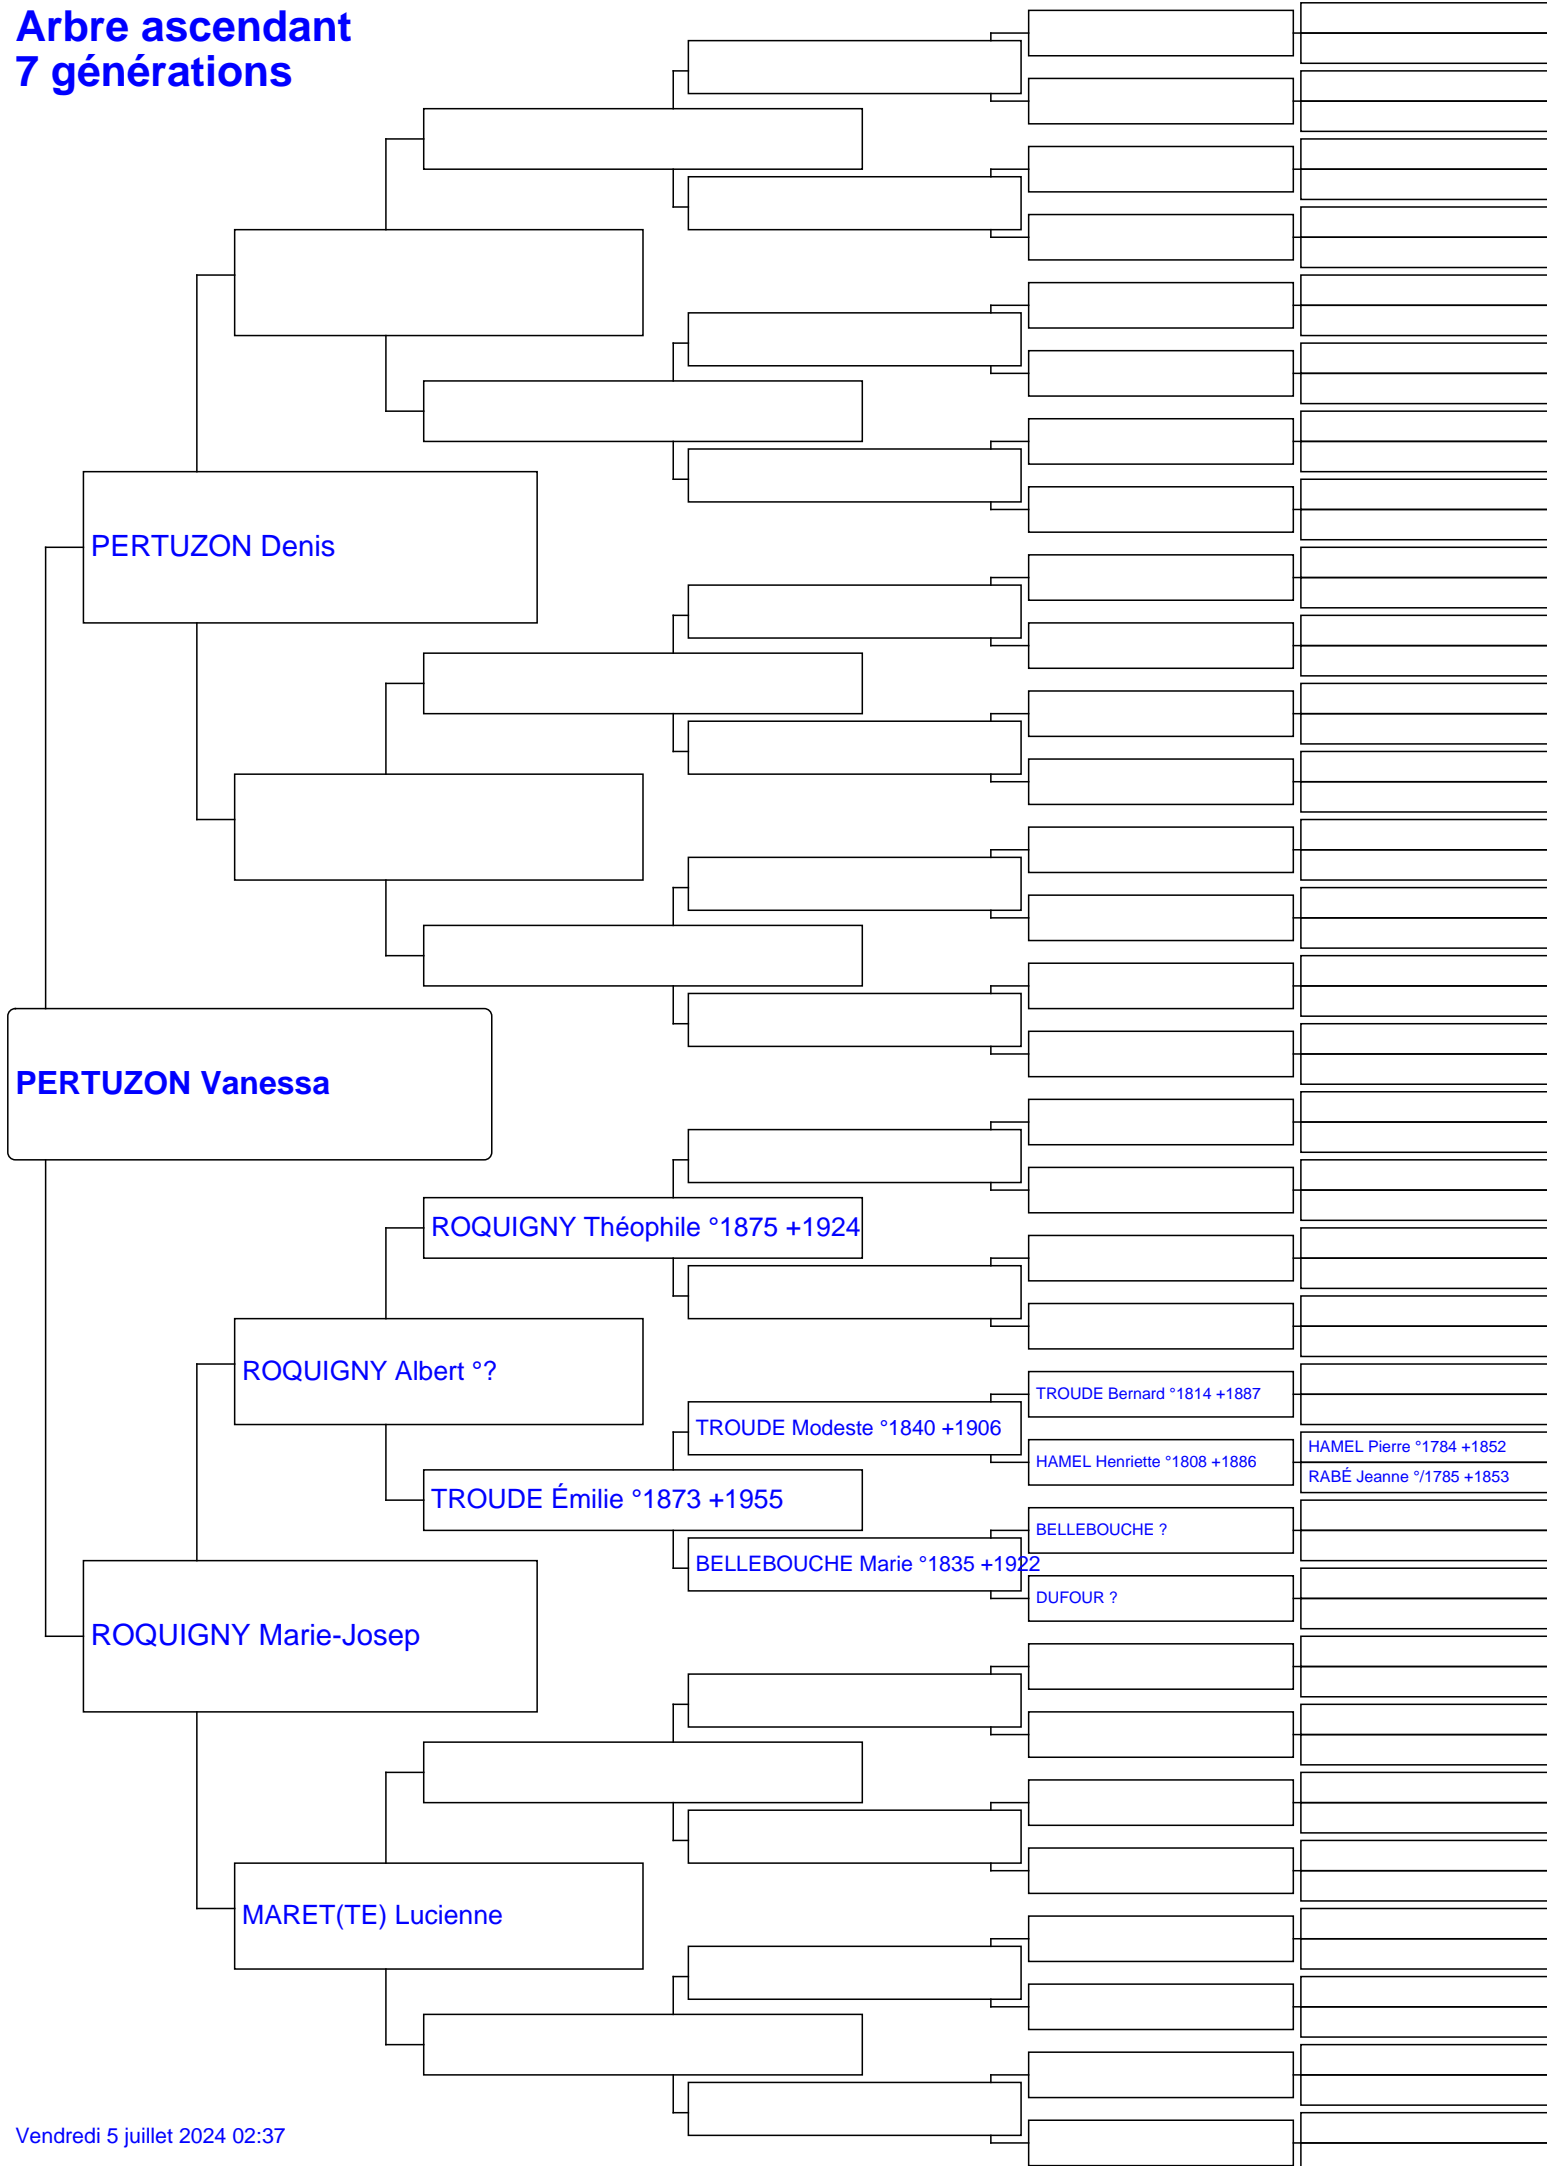 Arbre ascendant
7 générations
PERTUZON Denis
PERTUZON Vanessa
ROQUIGNY Théophile °1875 +1924
ROQUIGNY Albert °?
TROUDE Bernard °1814 +1887
TROUDE Modeste °1840 +1906
HAMEL Pierre °1784 +1852
HAMEL Henriette °1808 +1886
RABÉ Jeanne °/1785 +1853
TROUDE Émilie °1873 +1955
BELLEBOUCHE ?
BELLEBOUCHE Marie °1835 +1922
DUFOUR ?
ROQUIGNY Marie-Josep
MARET(TE) Lucienne
Vendredi 5 juillet 2024 02:37